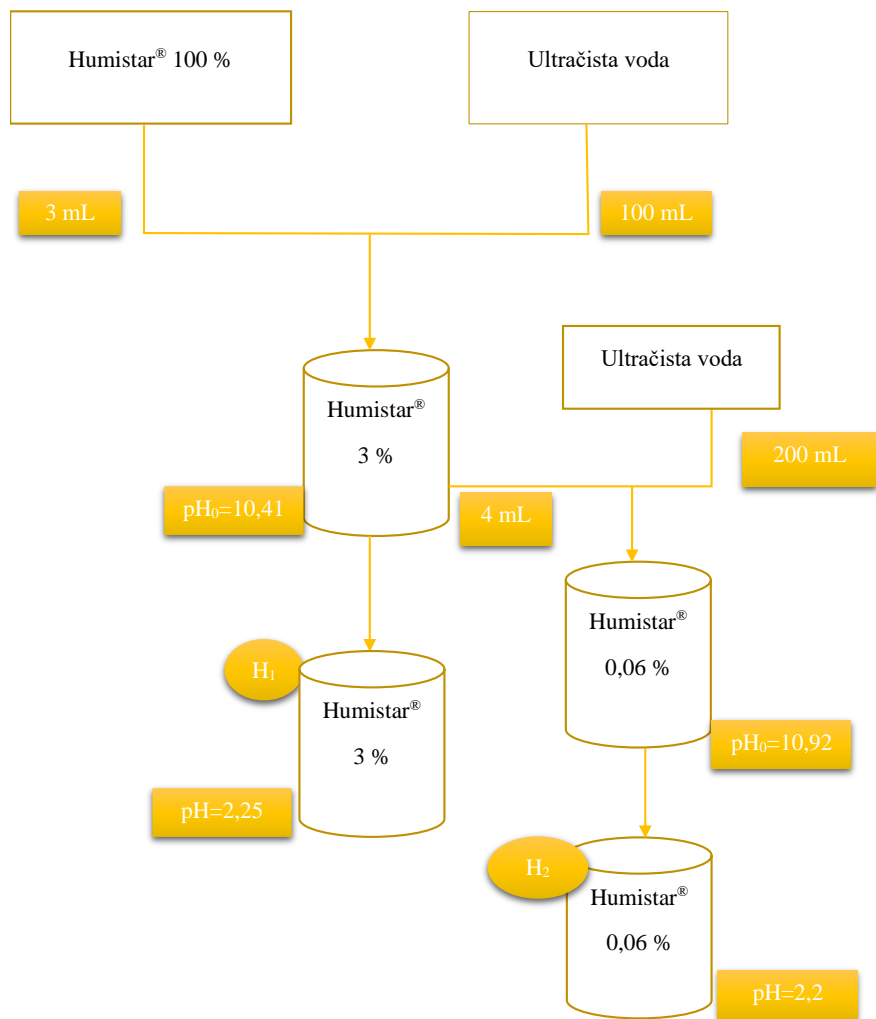 Humistar® 100 %
Ultračista voda
3 mL
100 mL
Humistar®
3 %
Ultračista voda
200 mL
pH₀=10,41
4 mL
Humistar®
0,06 %
H₁
Humistar®
3 %
pH₀=10,92
pH=2,25
H₂
Humistar®
0,06 %
pH=2,2